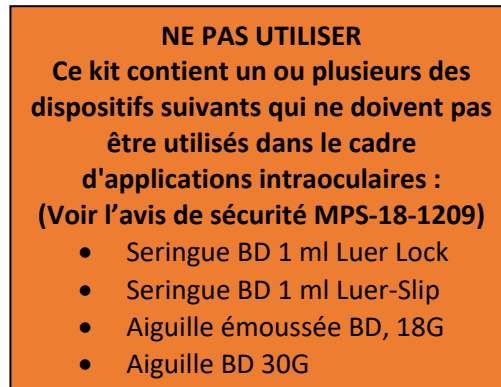 NE PAS UTILISER
Ce kit contient un ou plusieurs des
dispositifs suivants qui ne doivent pas
être utilisés dans le cadre
d'applications intraoculaires :
(Voir l’avis de sécurité MPS-18-1209)
• Seringue BD 1 ml Luer Lock
• Seringue BD 1 ml Luer-Slip
• Aiguille émoussée BD, 18G
• Aiguille BD 30G